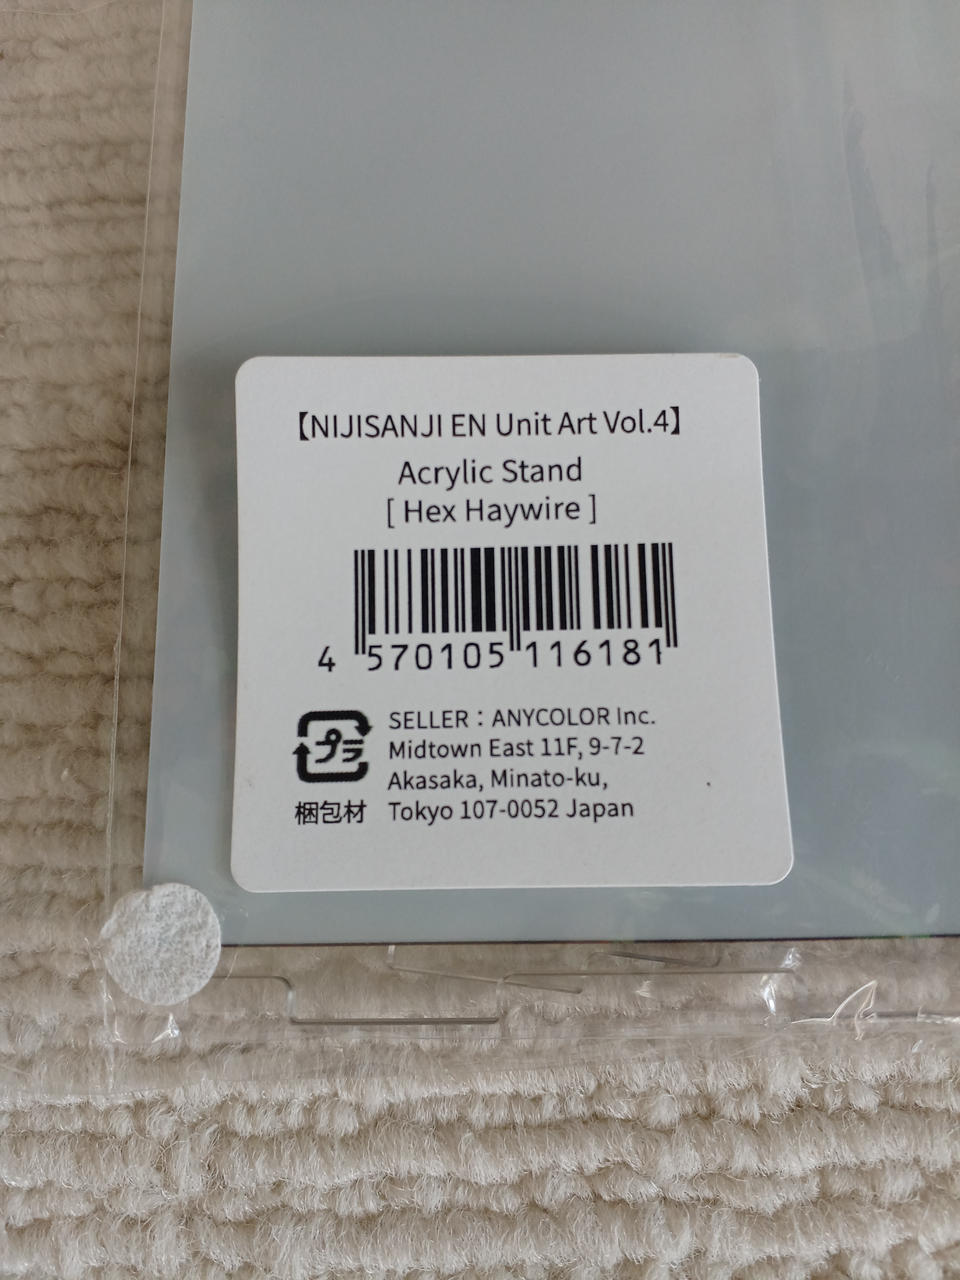 【NIJISANJI EN Unit Art Vol.4】
Acrylic Stand
[ Hex Haywire ]
4 570105 116181
プラ
梱包材
SELLER：ANYCOLOR Inc.
Midtown East 11F, 9-7-2
Akasaka, Minato-ku,
Tokyo 107-0052 Japan